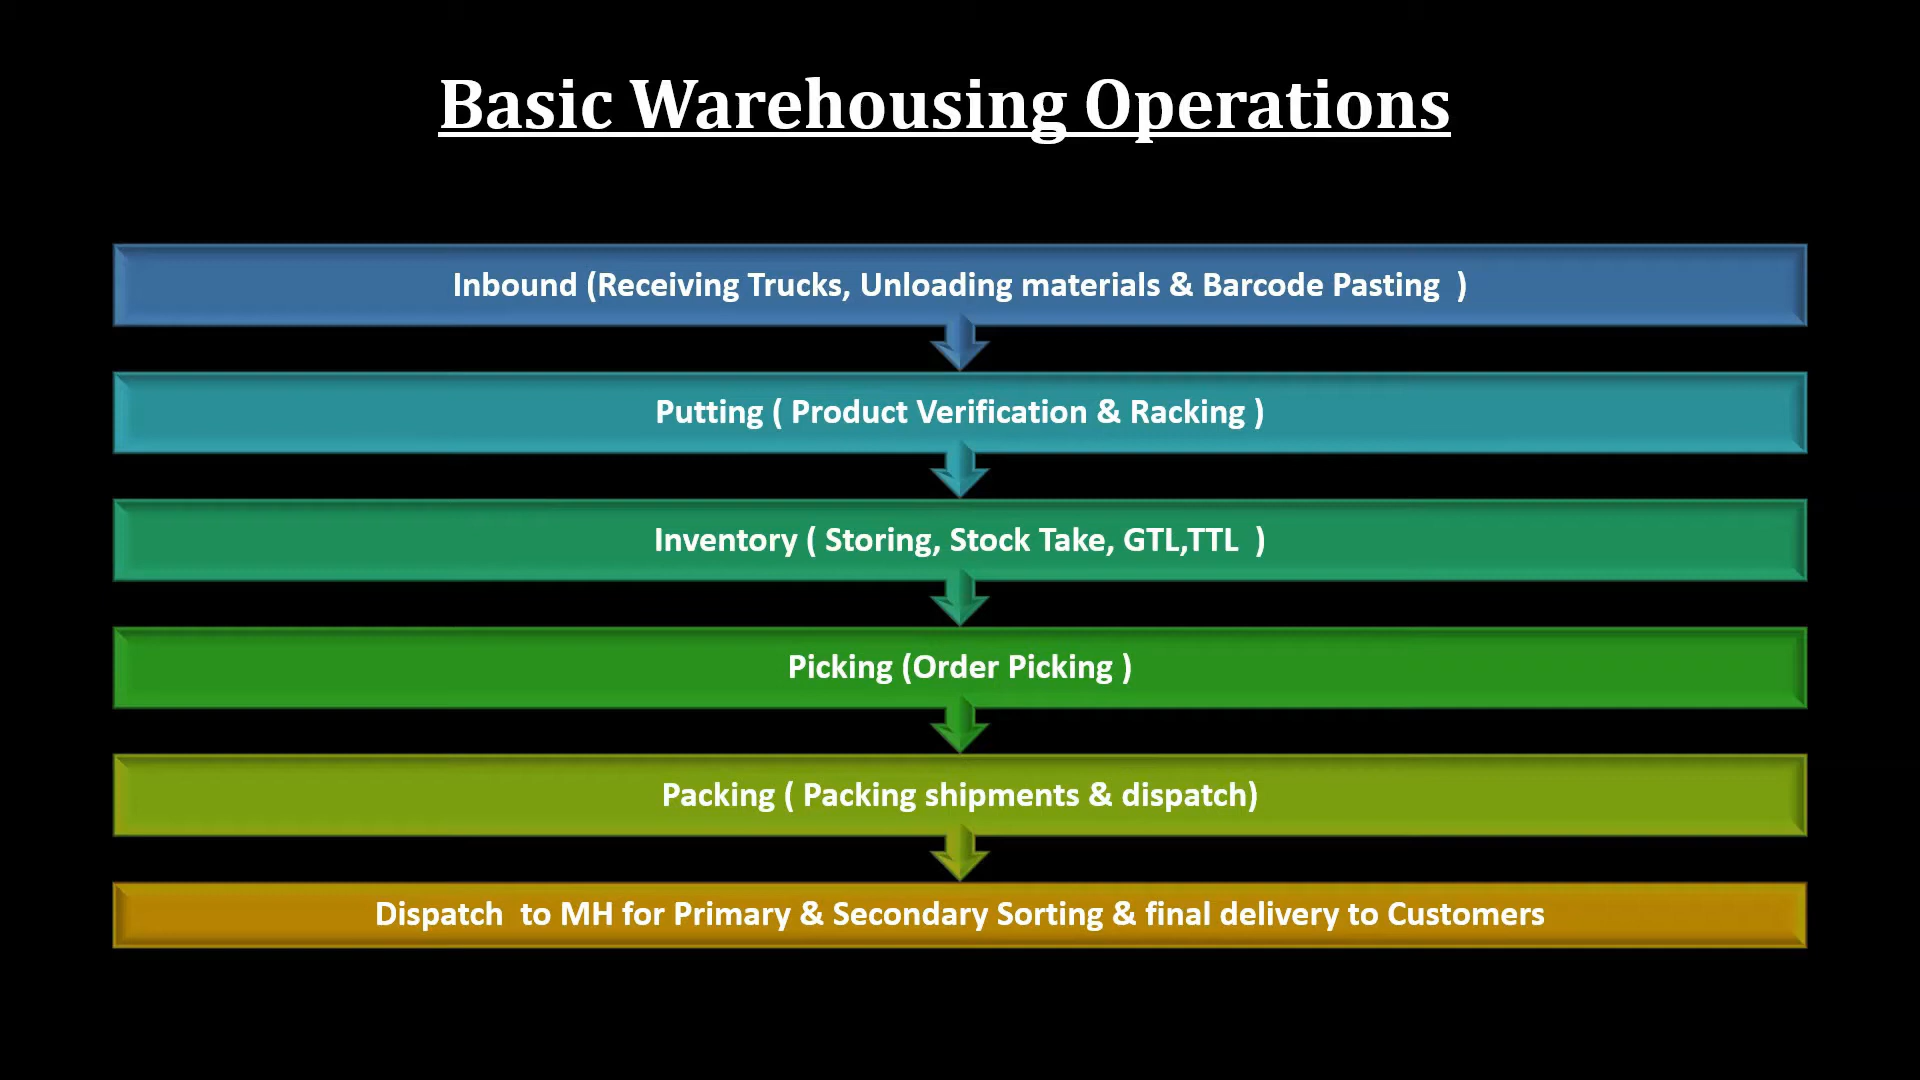 Basic Warehousing Operations
Inbound (Receiving Trucks, Unloading materials & Barcode Pasting  )
Putting ( Product Verification & Racking )
Inventory ( Storing, Stock Take, GTL,TTL  )
Picking (Order Picking )
Packing ( Packing shipments & dispatch)
Dispatch  to MH for Primary & Secondary Sorting & final delivery to Customers